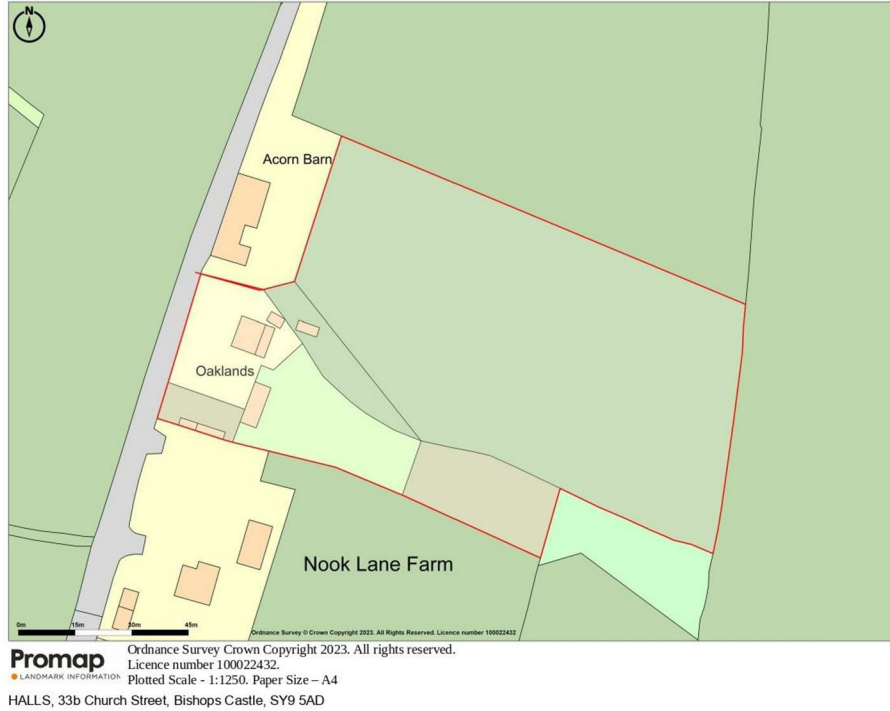 N
Acorn Barn
Oaklands
Nook Lane Farm
0m 15m 30m 45m
Ordnance Survey © Crown Copyright 2023. All Rights Reserved. Licence number 100022432
Promap
LANDMARK INFORMATION
Ordnance Survey Crown Copyright 2023. All rights reserved.
Licence number 100022432.
Plotted Scale - 1:1250. Paper Size – A4
HALLS, 33b Church Street, Bishops Castle, SY9 5AD